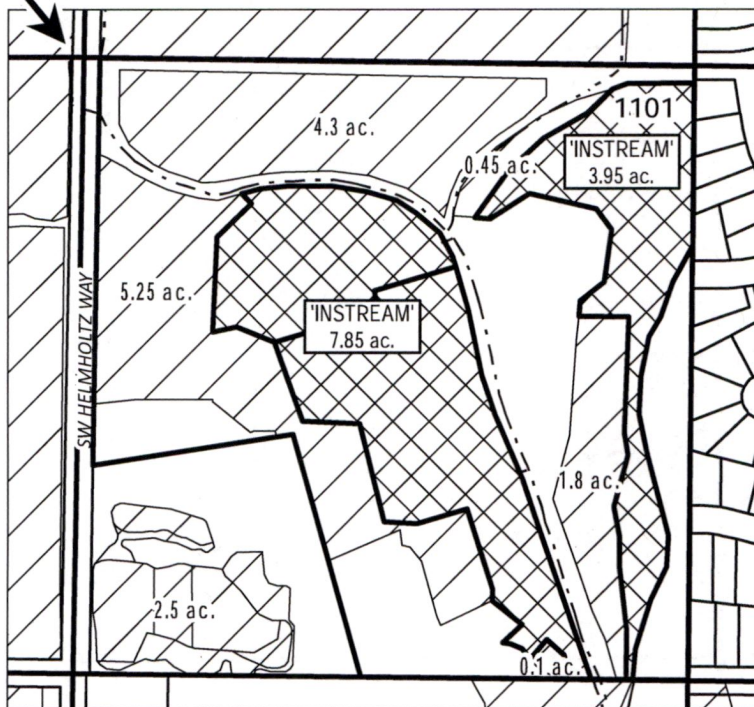 1101
4.3 ac.
'INSTREAM'
3.95 ac.
0.45 ac.
5.25 ac.
'INSTREAM'
7.85 ac.
SW HELMHOLTZ WAY
1.8 ac.
2.5 ac.
0.1 ac.